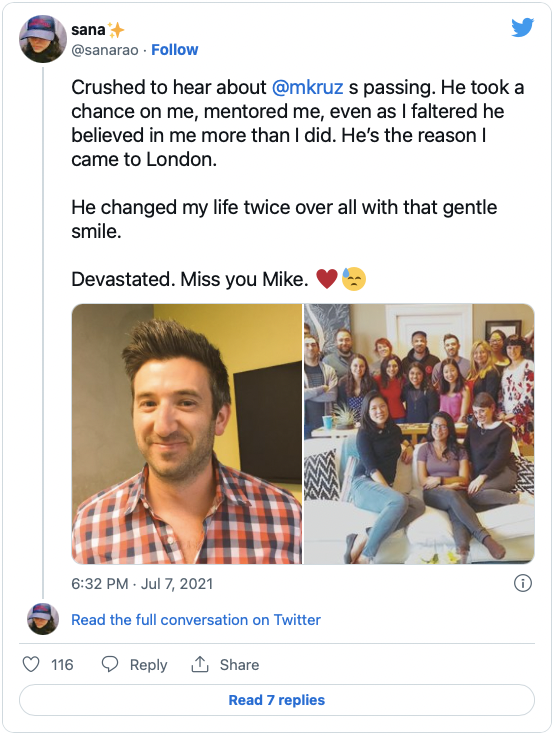 sana✨
@sanarao · Follow
Crushed to hear about @mkruz s passing. He took a
chance on me, mentored me, even as I faltered he
believed in me more than I did. He’s the reason I
came to London.
He changed my life twice over all with that gentle
smile.
Devastated. Miss you Mike. ❤️😓
6:32 PM · Jul 7, 2021
Read the full conversation on Twitter
116 Reply Share
Read 7 replies